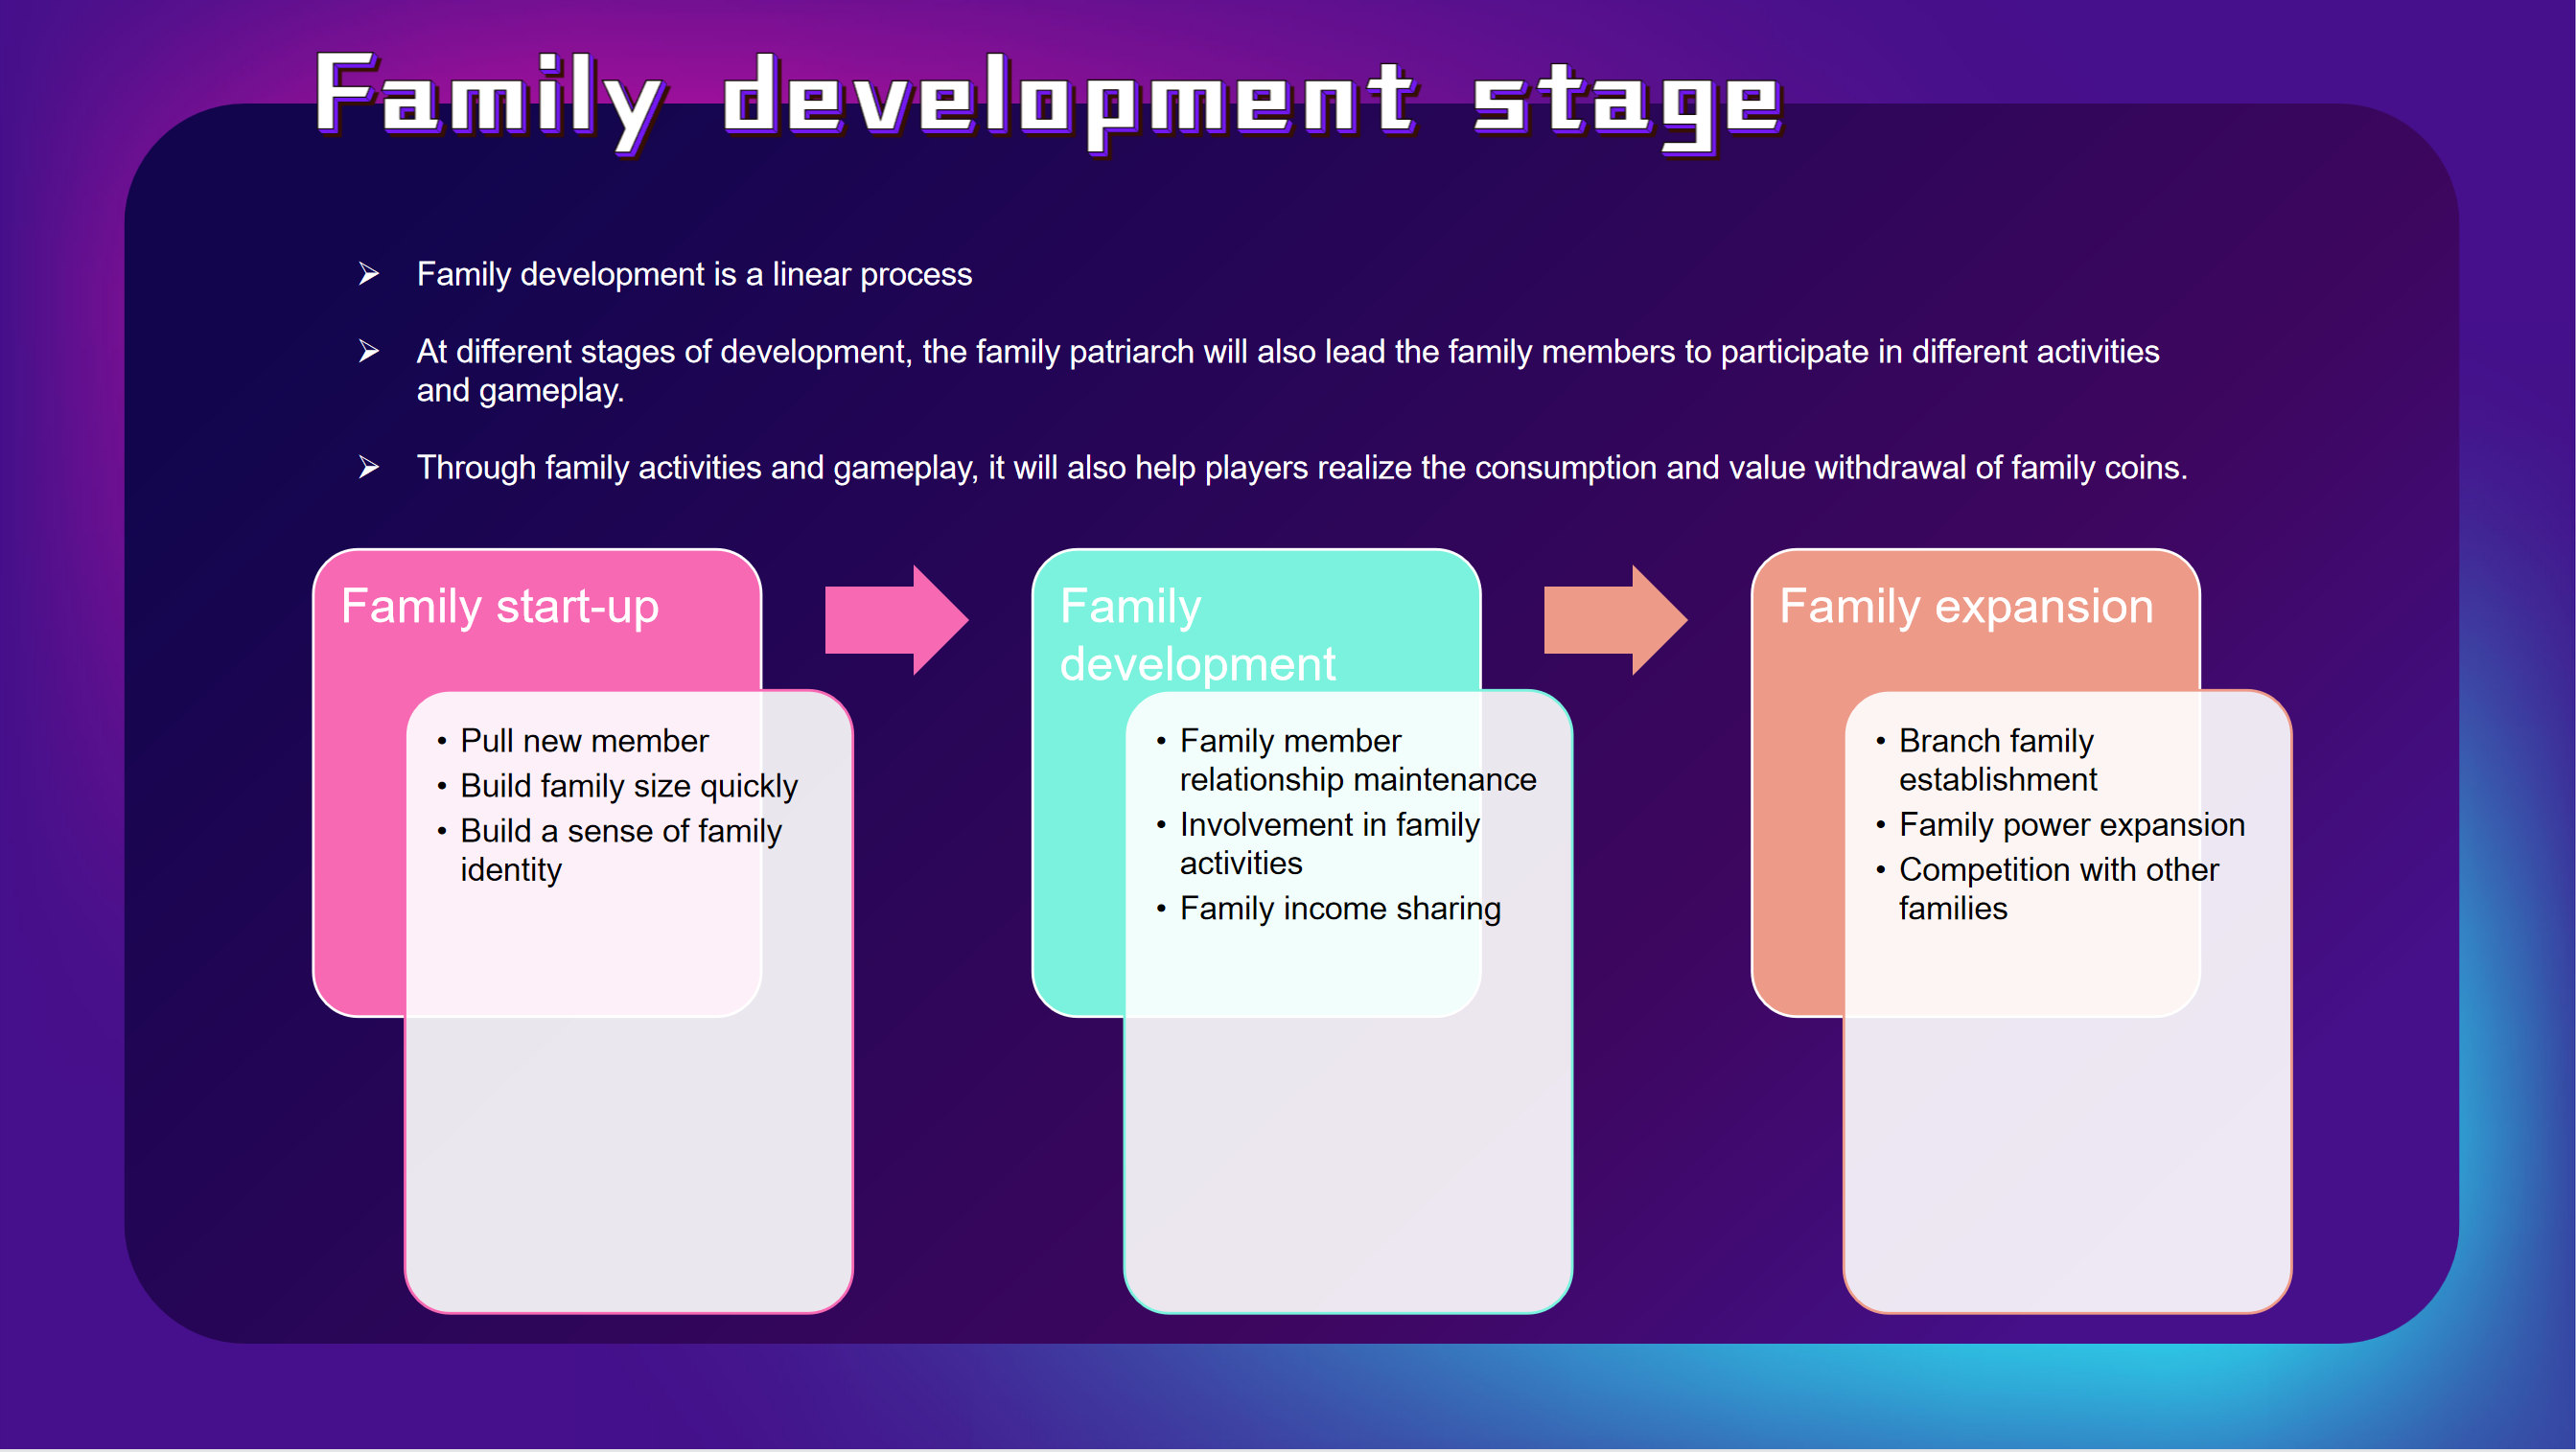 Family development stage
➢ Family development is a linear process
➢ At different stages of development, the family patriarch will also lead the family members to participate in different activities
and gameplay.
➢ Through family activities and gameplay, it will also help players realize the consumption and value withdrawal of family coins.
Family start-up
• Pull new member
• Build family size quickly
• Build a sense of family
identity
Family
development
• Family member
relationship maintenance
• Involvement in family
activities
• Family income sharing
Family expansion
• Branch family
establishment
• Family power expansion
• Competition with other
families